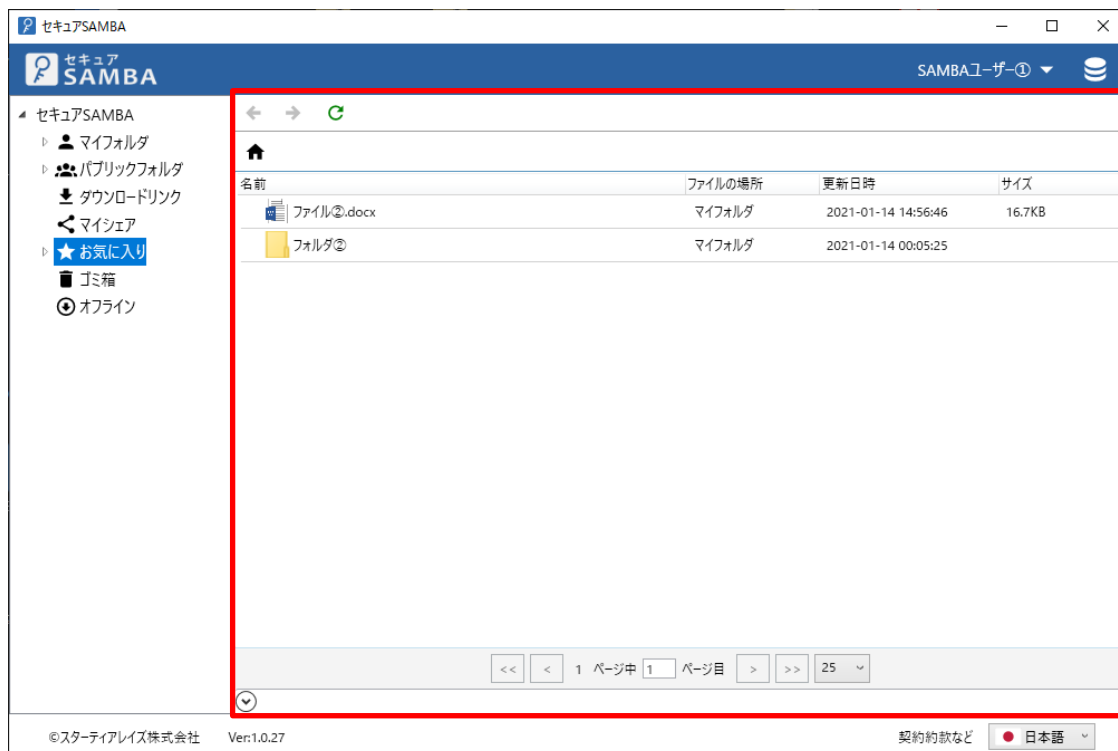 セキュアSAMBA
セキュア
SAMBA
SAMBAユーザー①
セキュアSAMBA
マイフォルダ
パブリックフォルダ
ダウンロードリンク
マイシェア
お気に入り
ゴミ箱
オフライン
名前 ファイルの場所 更新日時 サイズ
ファイル②.docx マイフォルダ 2021-01-14 14:56:46 16.7KB
フォルダ② マイフォルダ 2021-01-14 00:05:25
<< < 1 ページ中 1 ページ目 > >> 25
©スターティアレイズ株式会社 Ver:1.0.27 契約約款など 日本語